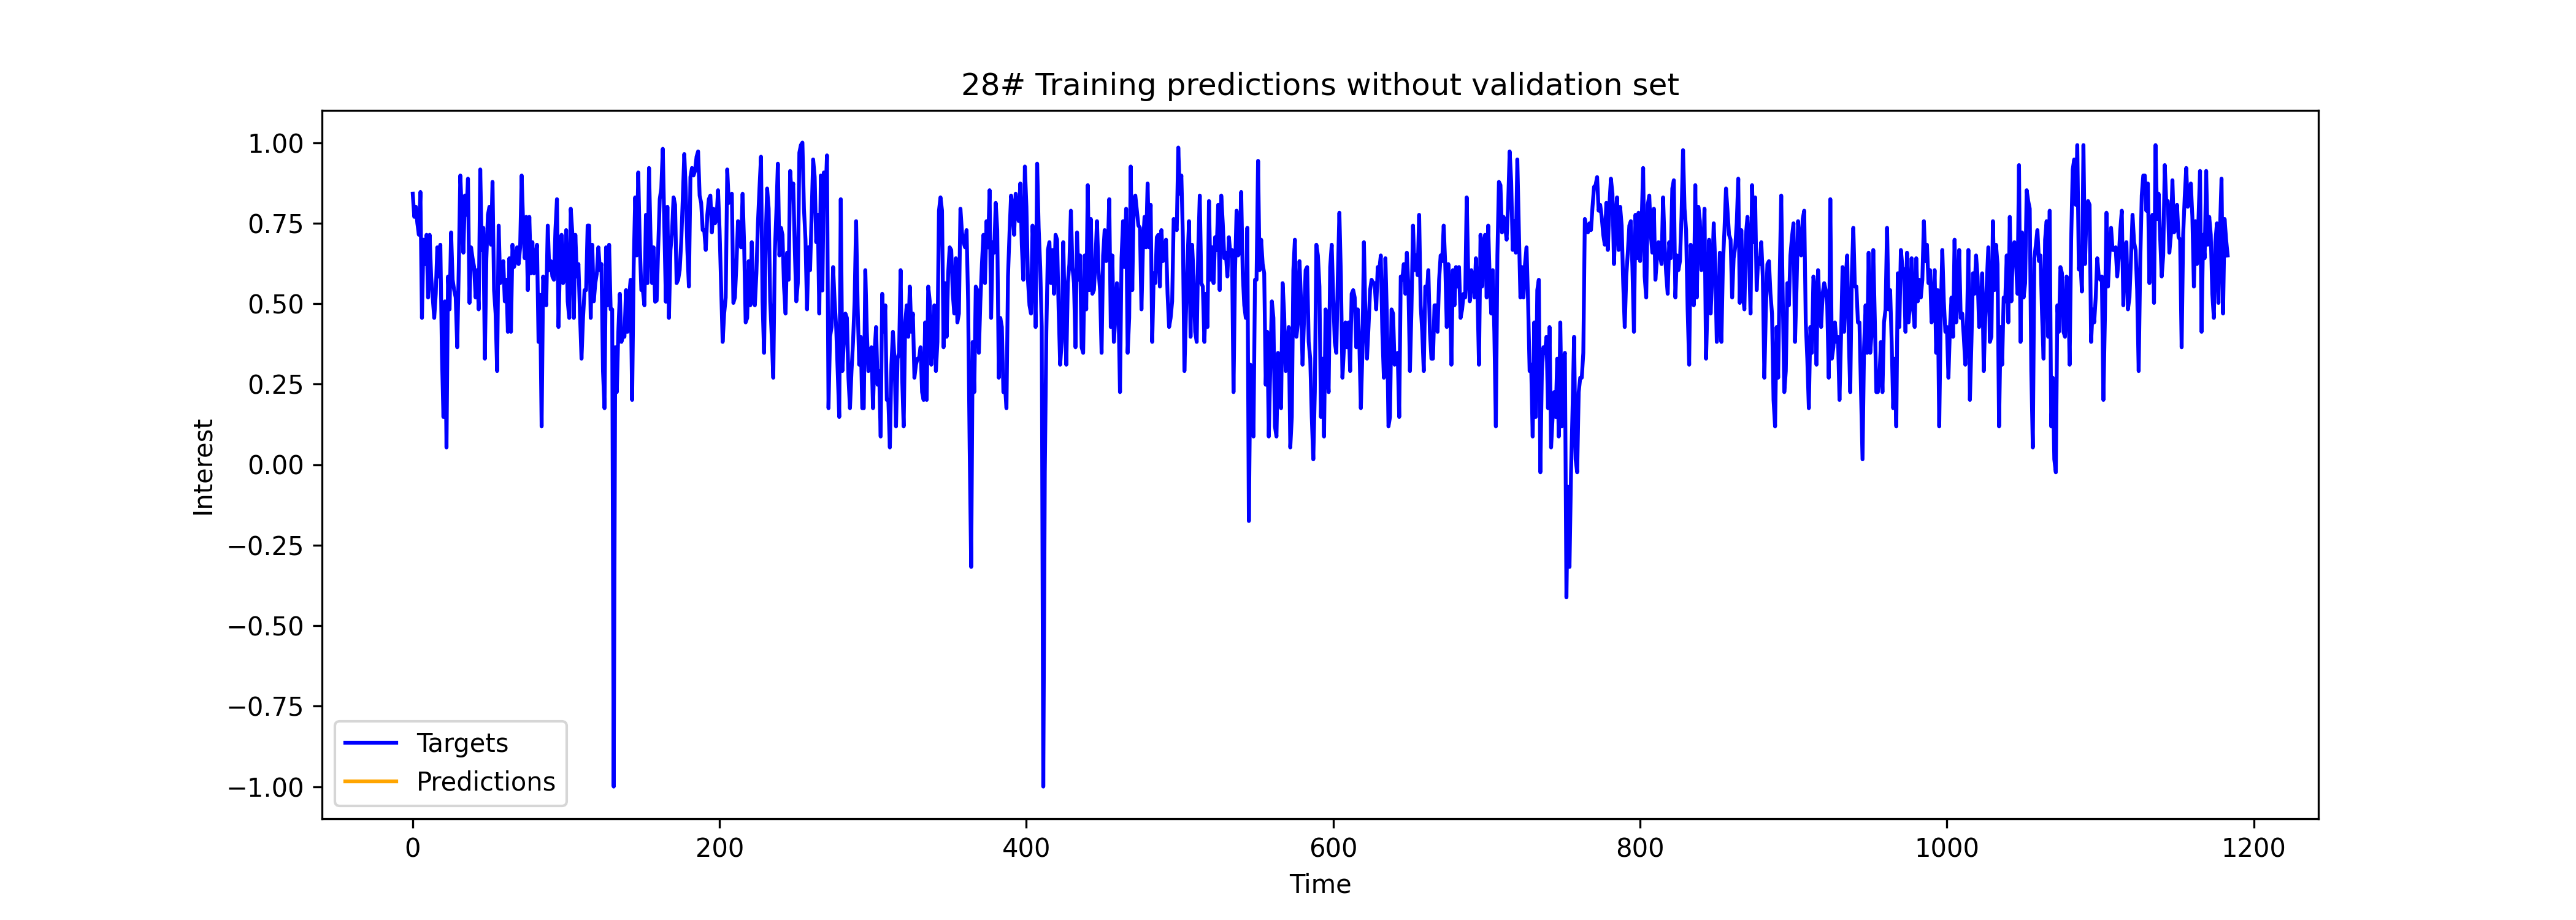 28# Training predictions without validation set
Interest
1.00
0.75
0.50
0.25
0.00
−0.25
−0.50
−0.75
−1.00
Targets
Predictions
0 200 400 600 800 1000 1200
Time